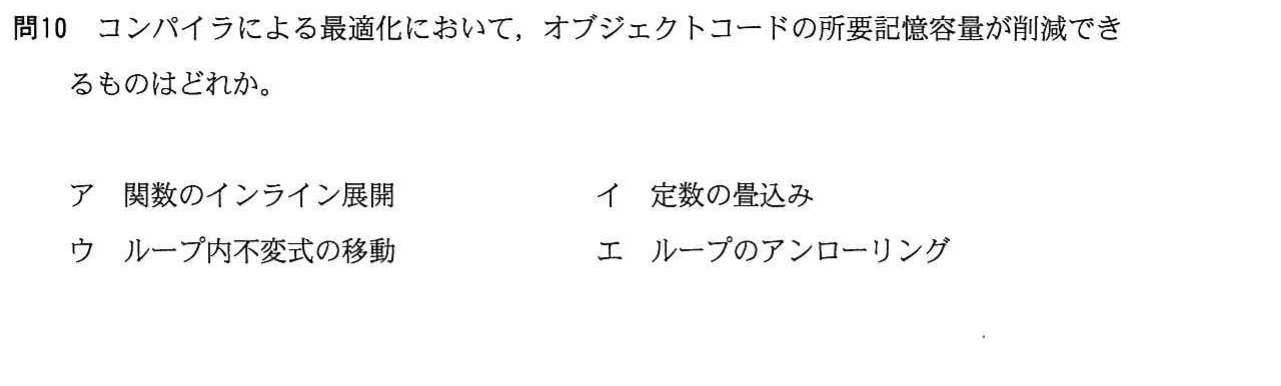 問10　コンパイラによる最適化において，オブジェクトコードの所要記憶容量が削減でき
るものはどれか。
ア　関数のインライン展開　イ　定数の畳込み
ウ　ループ内不変式の移動　エ　ループのアンローリング